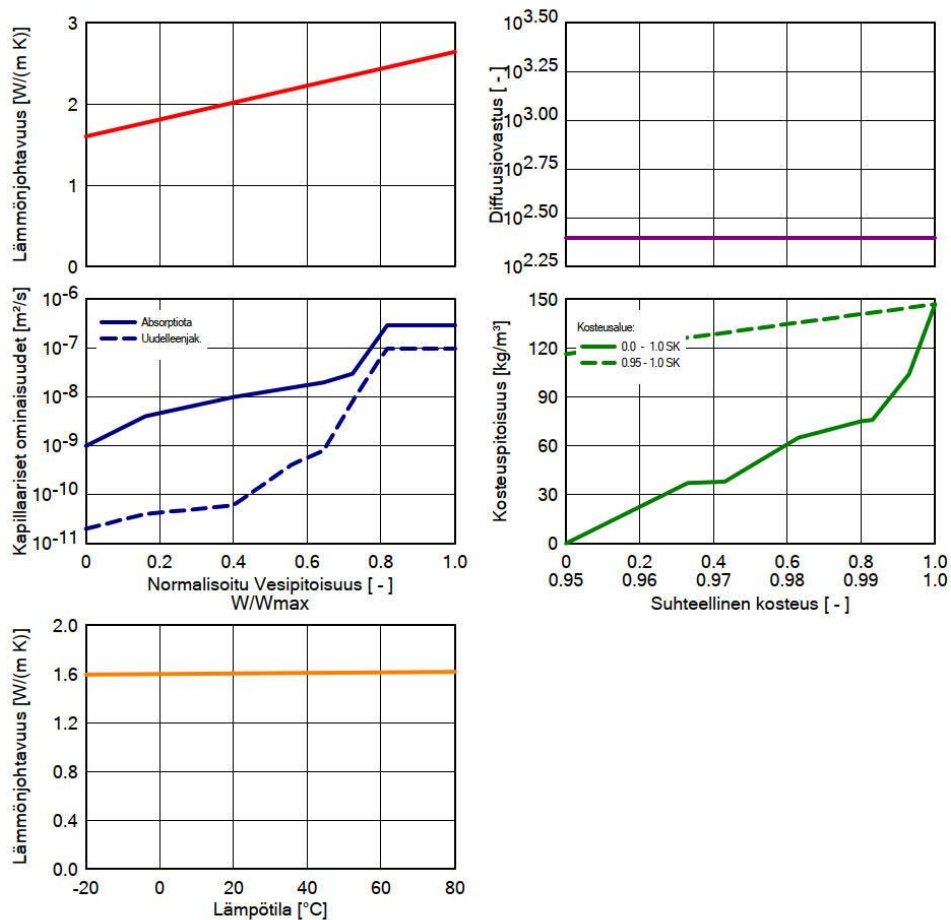 Lämmönjohtavuus [W/(m K)]
3
2
1
0
Diffuusiovastus [ - ]
10^3.50
10^3.25
10^3.00
10^2.75
10^2.50
10^2.25
Kapillaariset ominaisuudet [m²/s]
10^-6
10^-7
10^-8
10^-9
10^-10
10^-11
Absorptiota
Uudelleenjak.
0 0.2 0.4 0.6 0.8 1.0
Normalisoitu Vesipitoisuus [ - ]
W/Wmax
Kosteuspitoisuus [kg/m³]
150
120
90
60
30
0
Kosteusalue:
0.0 - 1.0 SK
0.95 - 1.0 SK
0 0.2 0.4 0.6 0.8 1.0
0.95 0.96 0.97 0.98 0.99 1.0
Suhteellinen kosteus [ - ]
Lämmönjohtavuus [W/(m K)]
2.0
1.6
1.2
0.8
0.4
0.0
-20 0 20 40 60 80
Lämpötila [°C]